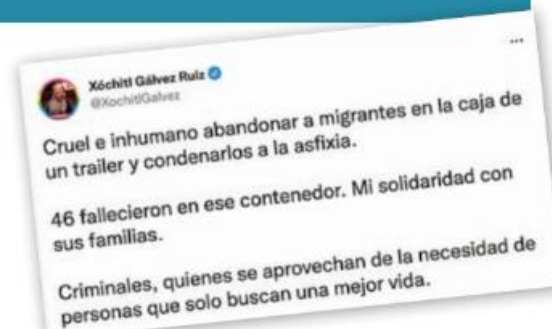 Xóchitl Gálvez Ruiz
@XochitlGalvez
Cruel e inhumano abandonar a migrantes en la caja de
un trailer y condenarlos a la asfixia.
46 fallecieron en ese contenedor. Mi solidaridad con
sus familias.
Criminales, quienes se aprovechan de la necesidad de
personas que solo buscan una mejor vida.